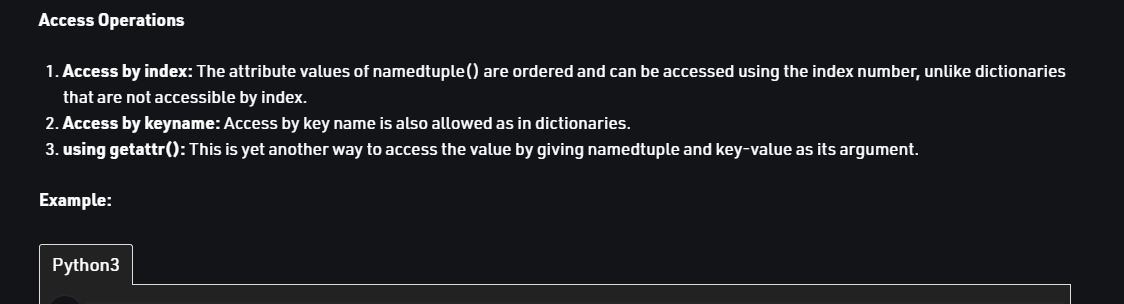 Access Operations
1. Access by index: The attribute values of namedtuple() are ordered and can be accessed using the index number, unlike dictionaries
that are not accessible by index.
2. Access by keyname: Access by key name is also allowed as in dictionaries.
3. using getattr(): This is yet another way to access the value by giving namedtuple and key-value as its argument.
Example:
Python3